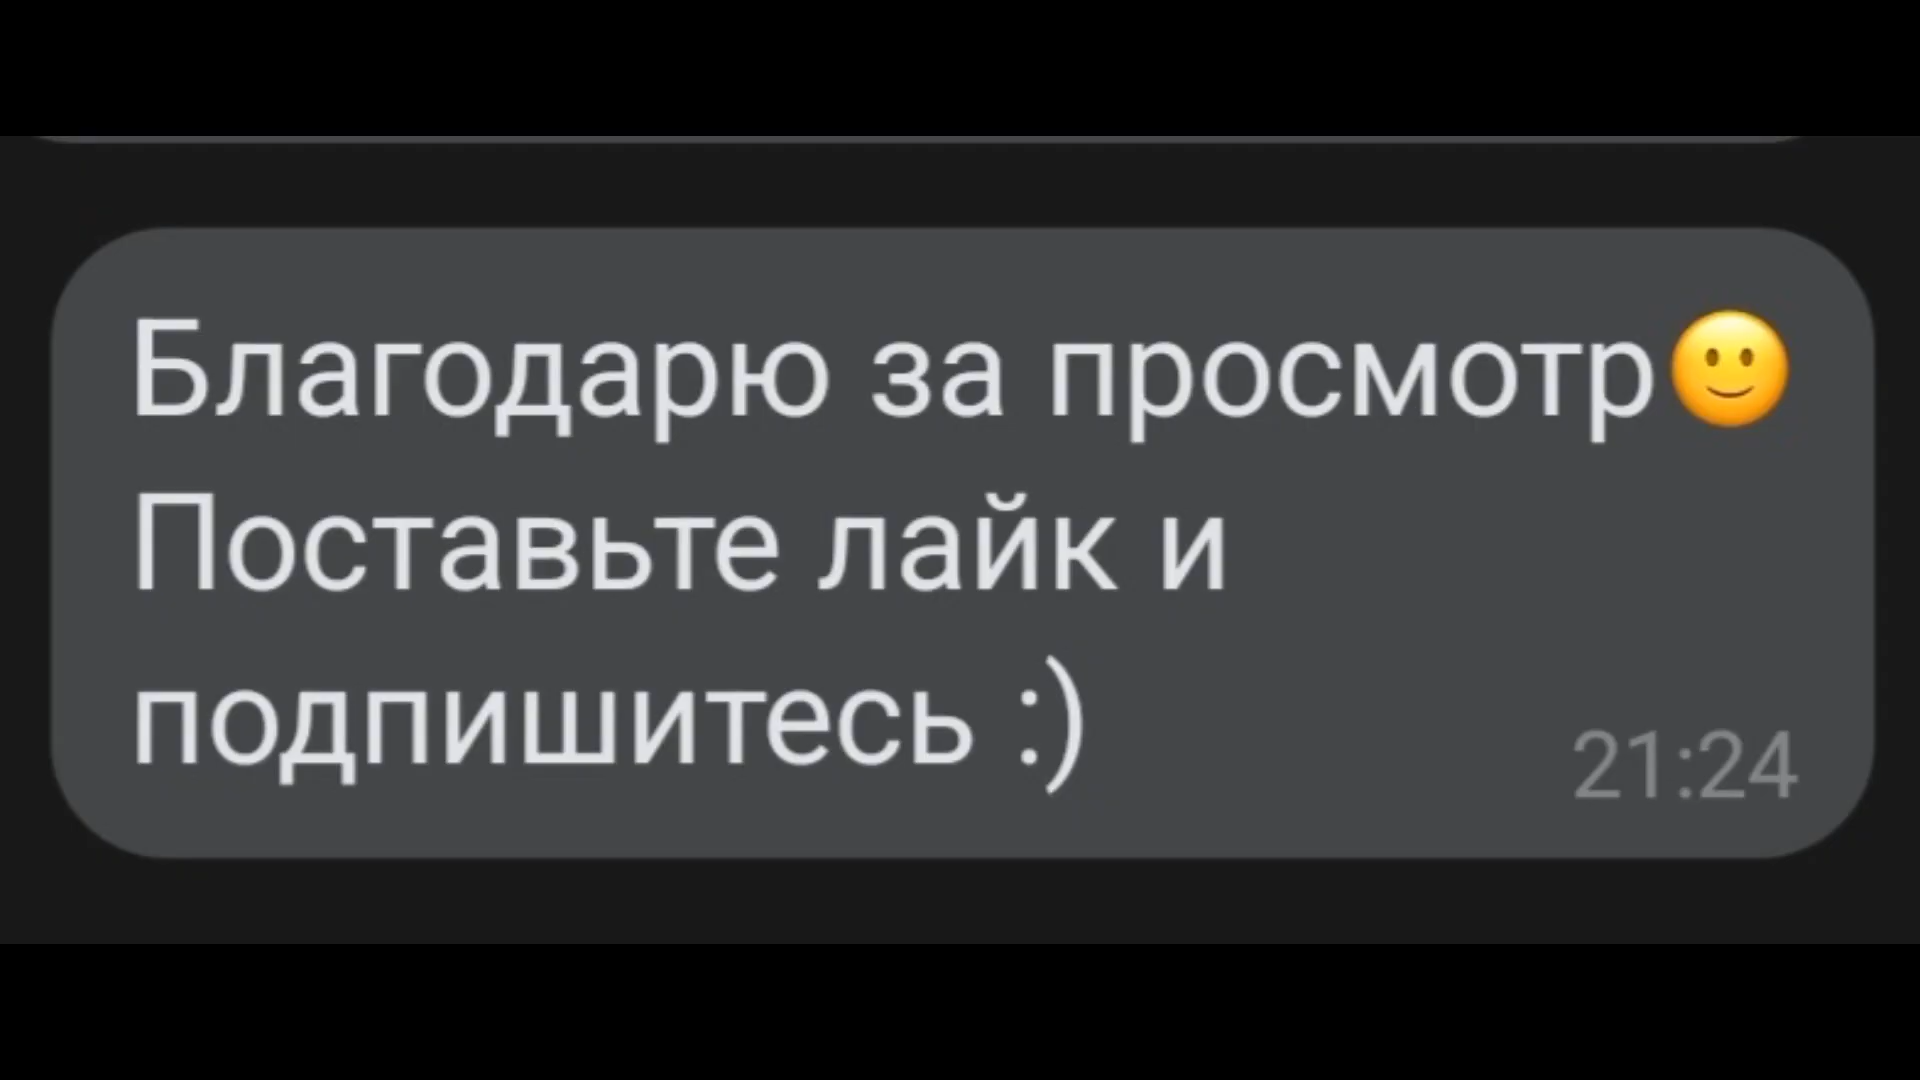 Благодарю за просмотр🙂
Поставьте лайк и
подпишитесь :)
21:24